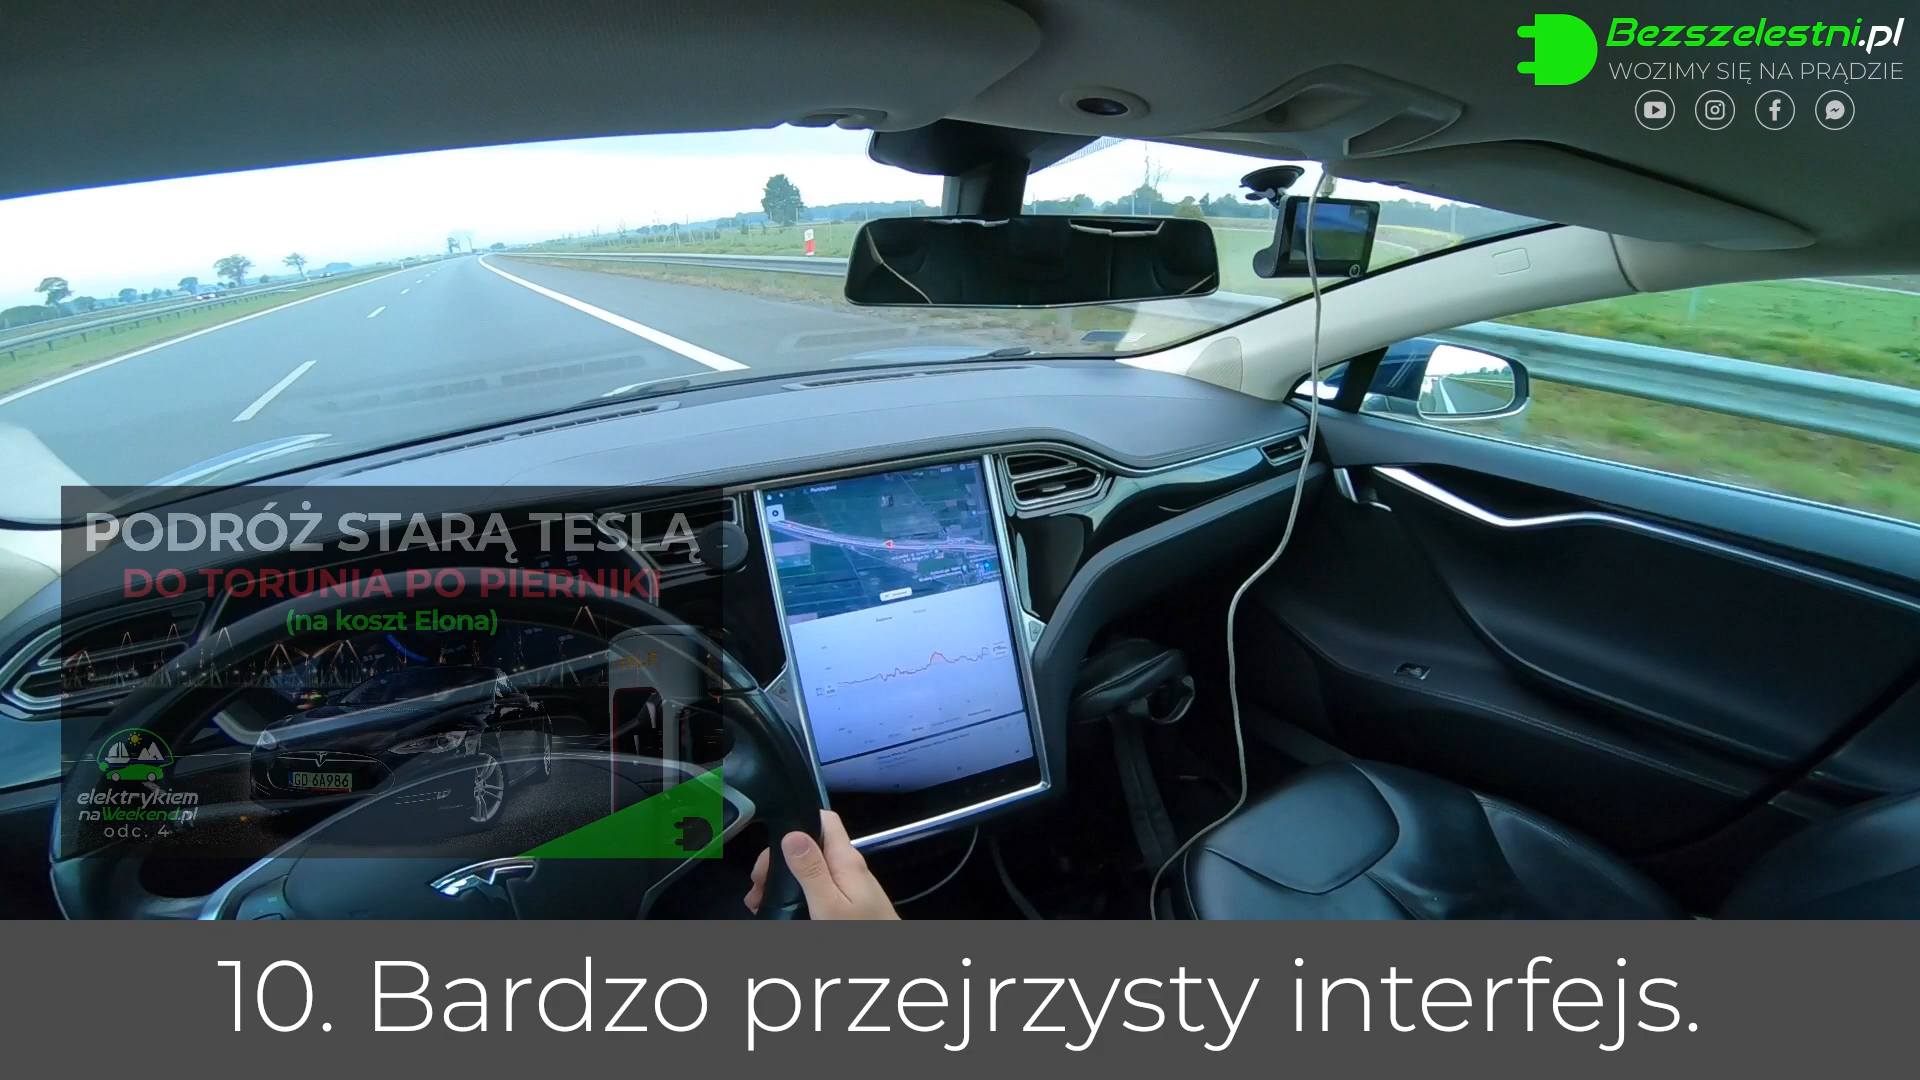 Bezszelestni.pl
WOZIMY SIĘ NA PRĄDZIE
PODRÓŻ STARĄ TESLĄ
DO TORUNIA PO PIERNIKI
(na koszt Elona)
GD 6A986
elektrykiem
naWeekend.pl
odc. 4
10. Bardzo przejrzysty interfejs.